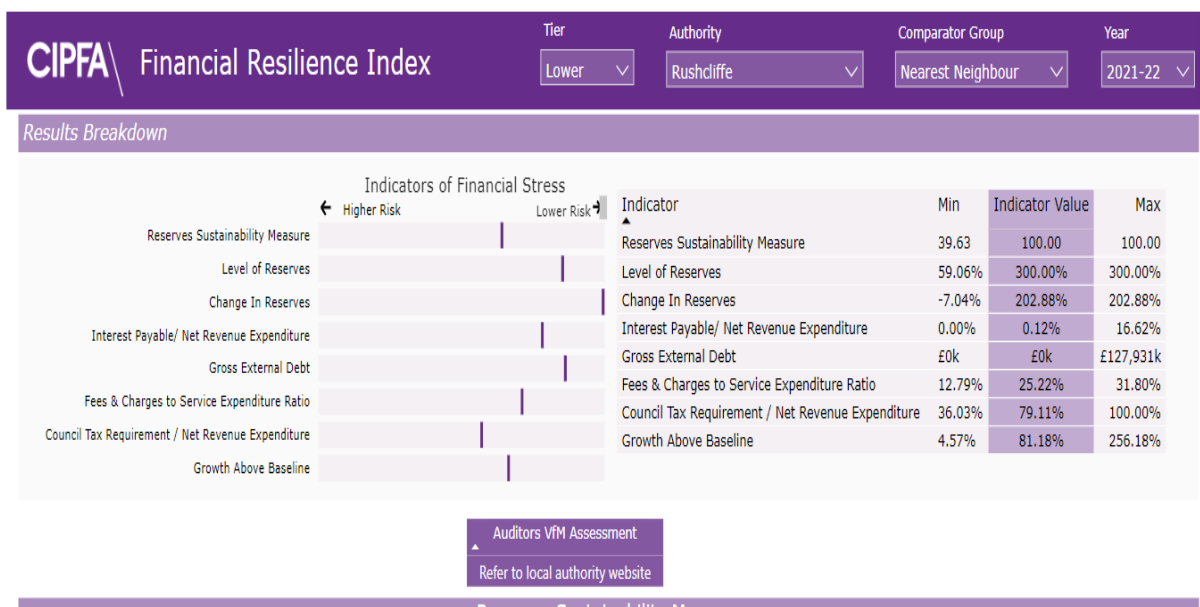 CIPFA\ Financial Resilience Index
Tier
Lower
Authority
Rushcliffe
Comparator Group
Nearest Neighbour
Year
2021-22
Results Breakdown
Indicators of Financial Stress
← Higher Risk Lower Risk →
Reserves Sustainability Measure
Level of Reserves
Change In Reserves
Interest Payable/ Net Revenue Expenditure
Gross External Debt
Fees & Charges to Service Expenditure Ratio
Council Tax Requirement / Net Revenue Expenditure
Growth Above Baseline
Indicator Min Indicator Value Max
Reserves Sustainability Measure 39.63 100.00 100.00
Level of Reserves 59.06% 300.00% 300.00%
Change In Reserves -7.04% 202.88% 202.88%
Interest Payable/ Net Revenue Expenditure 0.00% 0.12% 16.62%
Gross External Debt £0k £0k £127,931k
Fees & Charges to Service Expenditure Ratio 12.79% 25.22% 31.80%
Council Tax Requirement / Net Revenue Expenditure 36.03% 79.11% 100.00%
Growth Above Baseline 4.57% 81.18% 256.18%
Auditors VfM Assessment
Refer to local authority website